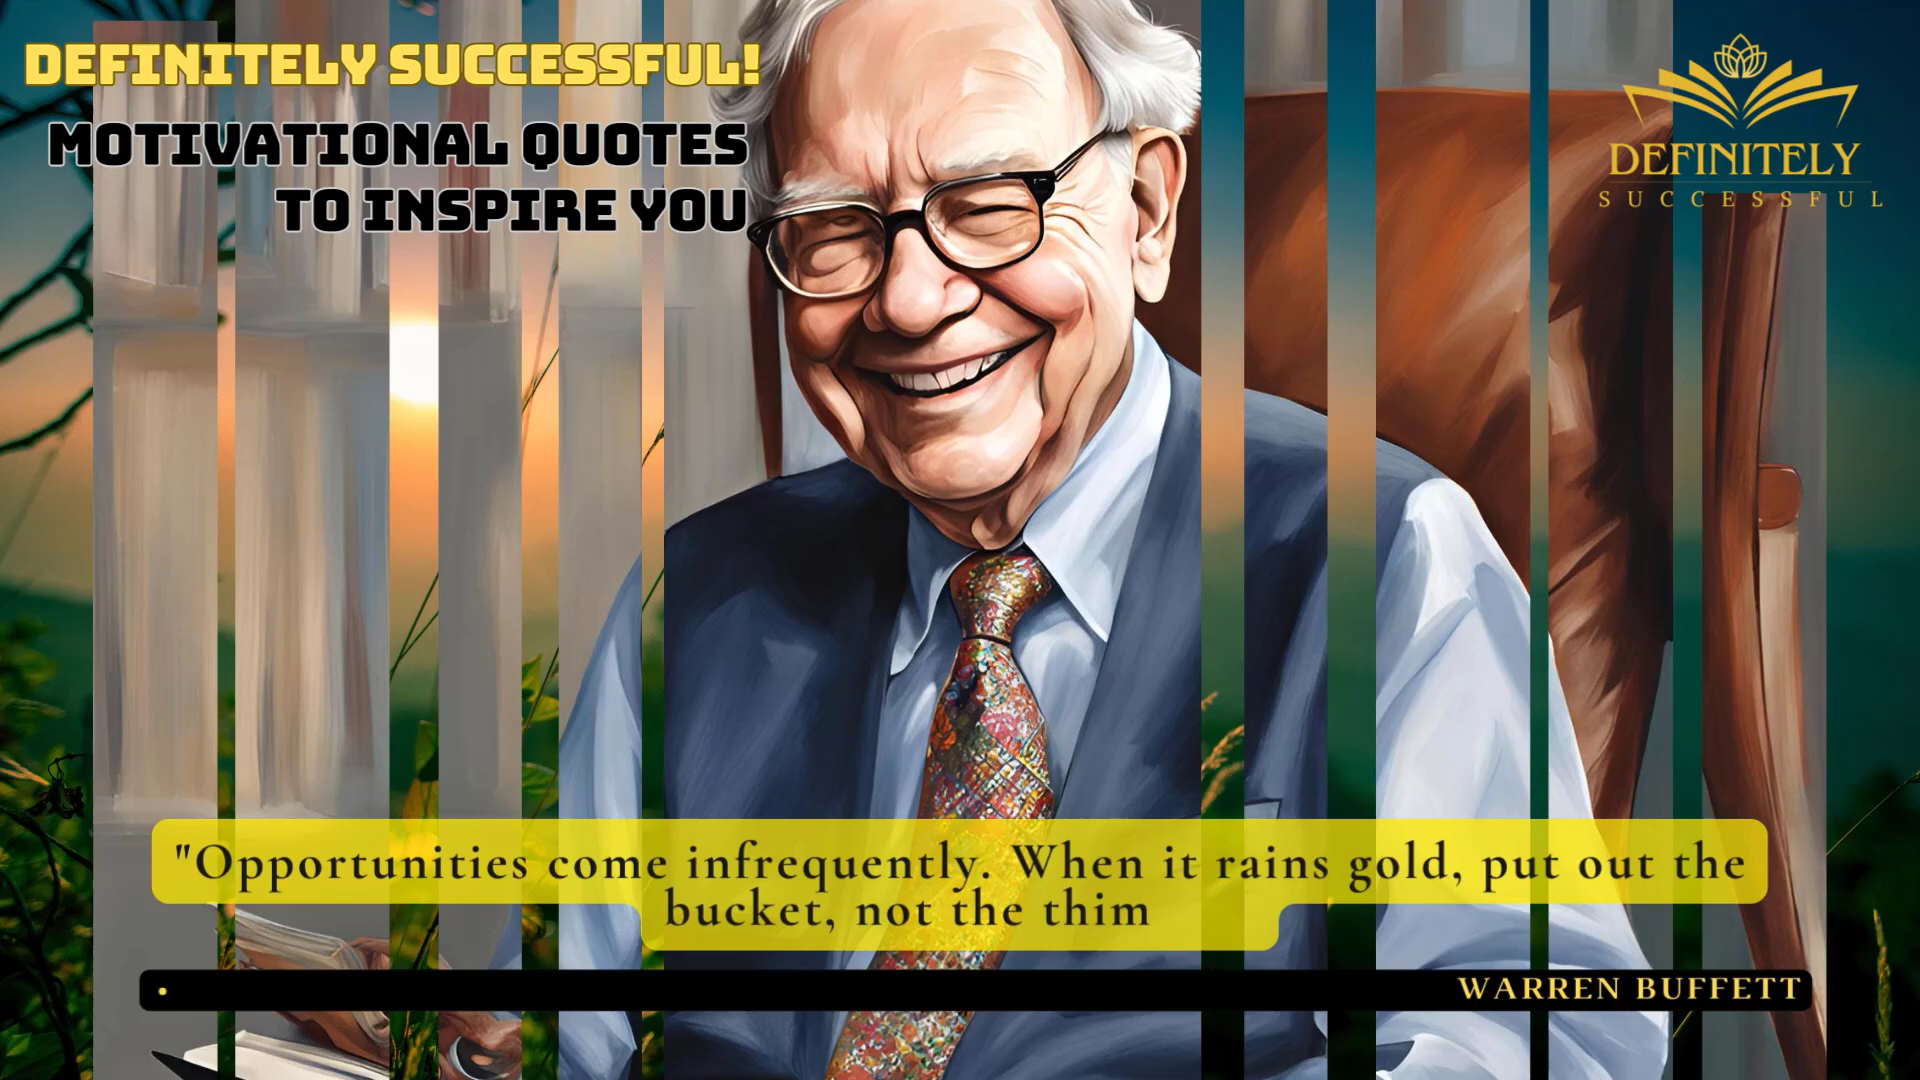 DEFINITELY SUCCESSFUL!
MOTIVATIONAL QUOTES
TO INSPIRE YOU
DEFINITELY
SUCCESSFUL
"Opportunities come infrequently. When it rains gold, put out the
bucket, not the thim
WARREN BUFFETT